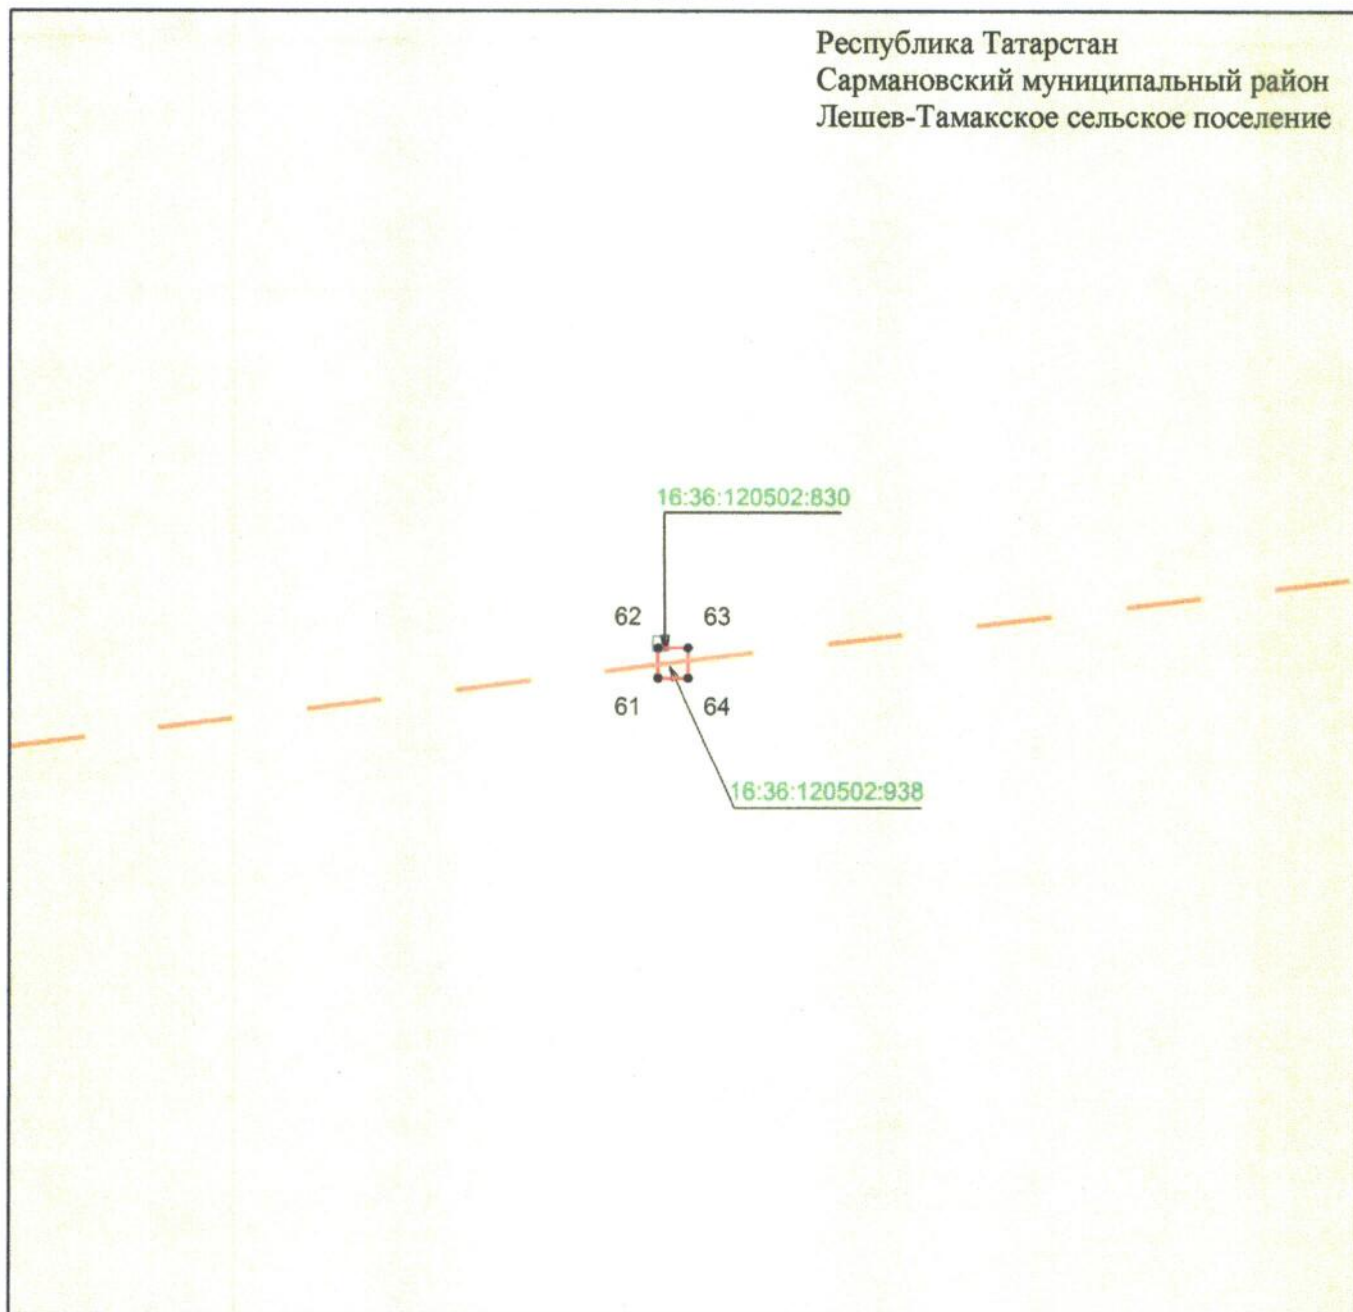 Республика Татарстан
Сармановский муниципальный район
Лешев-Тамакское сельское поселение
16:36:120502:830
62 63
61 64
16:36:120502:938